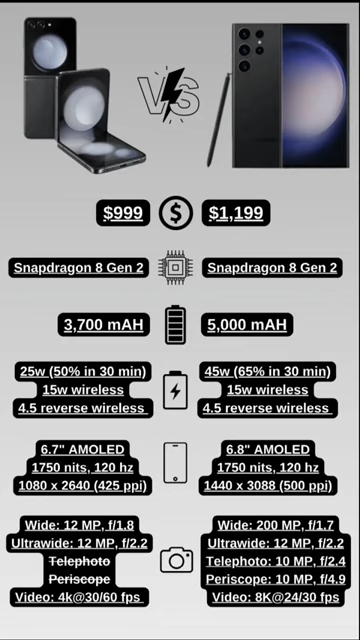 VS
$999
$1,199
Snapdragon 8 Gen 2
Snapdragon 8 Gen 2
3,700 mAH
5,000 mAH
25w (50% in 30 min)
15w wireless
4.5 reverse wireless
45w (65% in 30 min)
15w wireless
4.5 reverse wireless
6.7" AMOLED
1750 nits, 120 hz
1080 x 2640 (425 ppi)
6.8" AMOLED
1750 nits, 120 hz
1440 x 3088 (500 ppi)
Wide: 12 MP, f/1.8
Ultrawide: 12 MP, f/2.2
Telephoto
Periscope
Video: 4k@30/60 fps
Wide: 200 MP, f/1.7
Ultrawide: 12 MP, f/2.2
Telephoto: 10 MP, f/2.4
Periscope: 10 MP, f/4.9
Video: 8K@24/30 fps